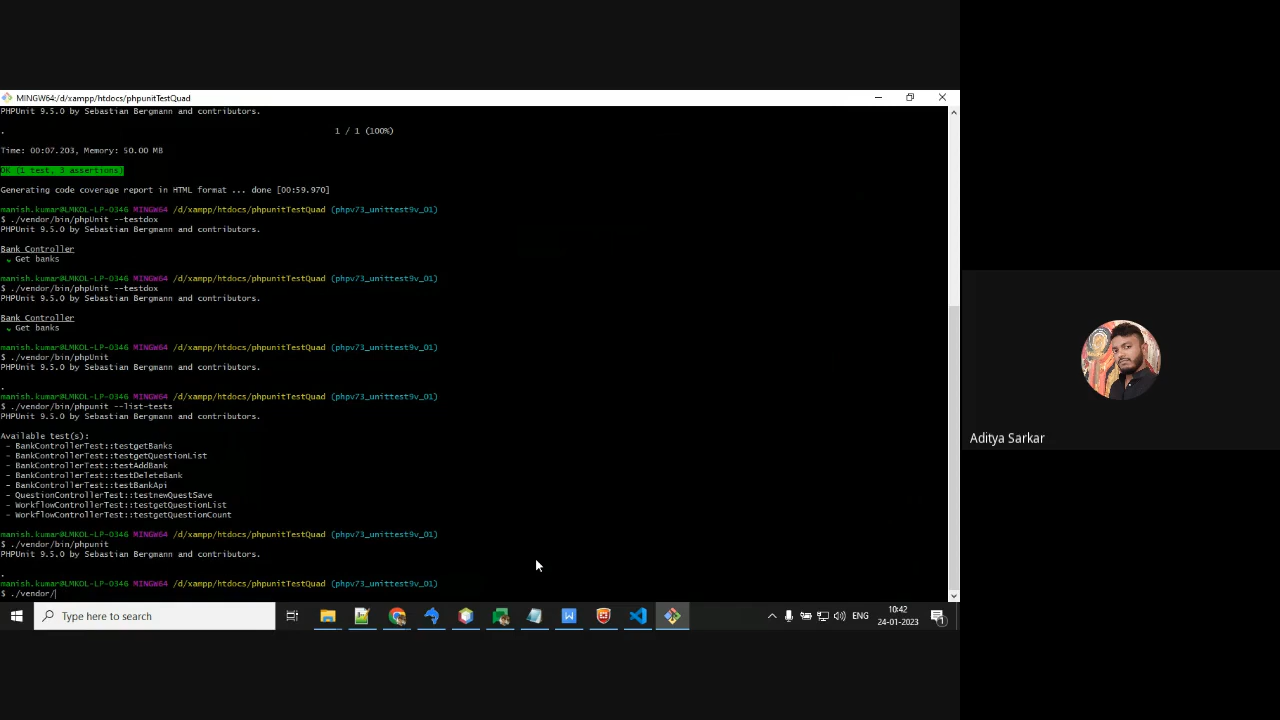 MINGW64:/d/xampp/htdocs/phpunitTestQuad
PHPUnit 9.5.0 by Sebastian Bergmann and contributors.
. 1 / 1 (100%)
Time: 00:07.203, Memory: 50.00 MB
OK (1 test, 3 assertions)
Generating code coverage report in HTML format ... done [00:59.970]
manish.kumar@LMKOL-LP-0346 MINGW64 /d/xampp/htdocs/phpunitTestQuad (phpv73_unittest9v_01)
$ ./vendor/bin/phpUnit --testdox
PHPUnit 9.5.0 by Sebastian Bergmann and contributors.
Bank Controller
Get banks
manish.kumar@LMKOL-LP-0346 MINGW64 /d/xampp/htdocs/phpunitTestQuad (phpv73_unittest9v_01)
$ ./vendor/bin/phpUnit --testdox
PHPUnit 9.5.0 by Sebastian Bergmann and contributors.
Bank Controller
Get banks
manish.kumar@LMKOL-LP-0346 MINGW64 /d/xampp/htdocs/phpunitTestQuad (phpv73_unittest9v_01)
$ ./vendor/bin/phpUnit
PHPUnit 9.5.0 by Sebastian Bergmann and contributors.
.
manish.kumar@LMKOL-LP-0346 MINGW64 /d/xampp/htdocs/phpunitTestQuad (phpv73_unittest9v_01)
$ ./vendor/bin/phpunit --list-tests
PHPUnit 9.5.0 by Sebastian Bergmann and contributors.
Available test(s):
- BankControllerTest::testgetBanks
- BankControllerTest::testgetQuestionList
- BankControllerTest::testAddBank
- BankControllerTest::testDeleteBank
- BankControllerTest::testBankApi
- QuestionControllerTest::testnewQuestSave
- WorkflowControllerTest::testgetQuestionList
- WorkflowControllerTest::testgetQuestionCount
manish.kumar@LMKOL-LP-0346 MINGW64 /d/xampp/htdocs/phpunitTestQuad (phpv73_unittest9v_01)
$ ./vendor/bin/phpunit
PHPUnit 9.5.0 by Sebastian Bergmann and contributors.
.
manish.kumar@LMKOL-LP-0346 MINGW64 /d/xampp/htdocs/phpunitTestQuad (phpv73_unittest9v_01)
$ ./vendor/
Aditya Sarkar
Type here to search
ENG
10:42
24-01-2023
1